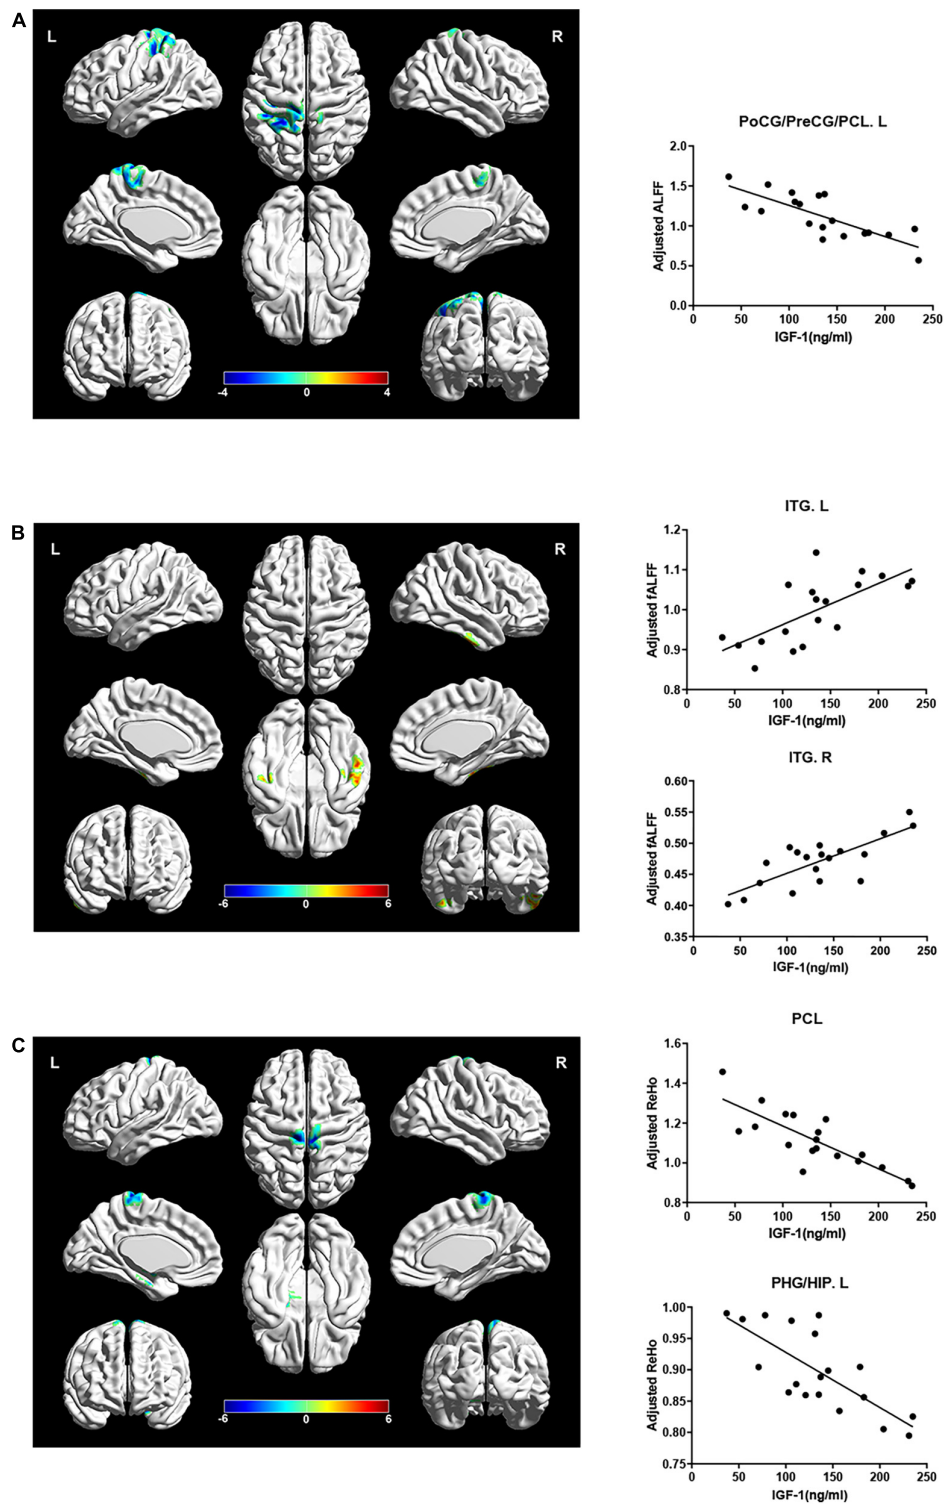 A
L
R
-4
0
4
PoCG/PreCG/PCL. L
Adjusted ALFF
2.0
1.5
1.0
0.5
0.0
50
100
150
200
250
IGF-1(ng/ml)
B
L
R
-6
0
6
ITG. L
Adjusted fALFF
1.2
1.1
1.0
0.9
0.8
0
50
100
150
200
250
IGF-1(ng/ml)
ITG. R
Adjusted fALFF
0.60
0.55
0.50
0.45
0.40
0.35
0
50
100
150
200
250
IGF-1(ng/ml)
C
L
R
-6
0
6
PCL
Adjusted ReHo
1.6
1.4
1.2
1.0
0.8
0
50
100
150
200
250
IGF-1(ng/ml)
PHG/HIP. L
Adjusted ReHo
1.00
0.95
0.90
0.85
0.80
0.75
0
50
100
150
200
250
IGF-1(ng/ml)